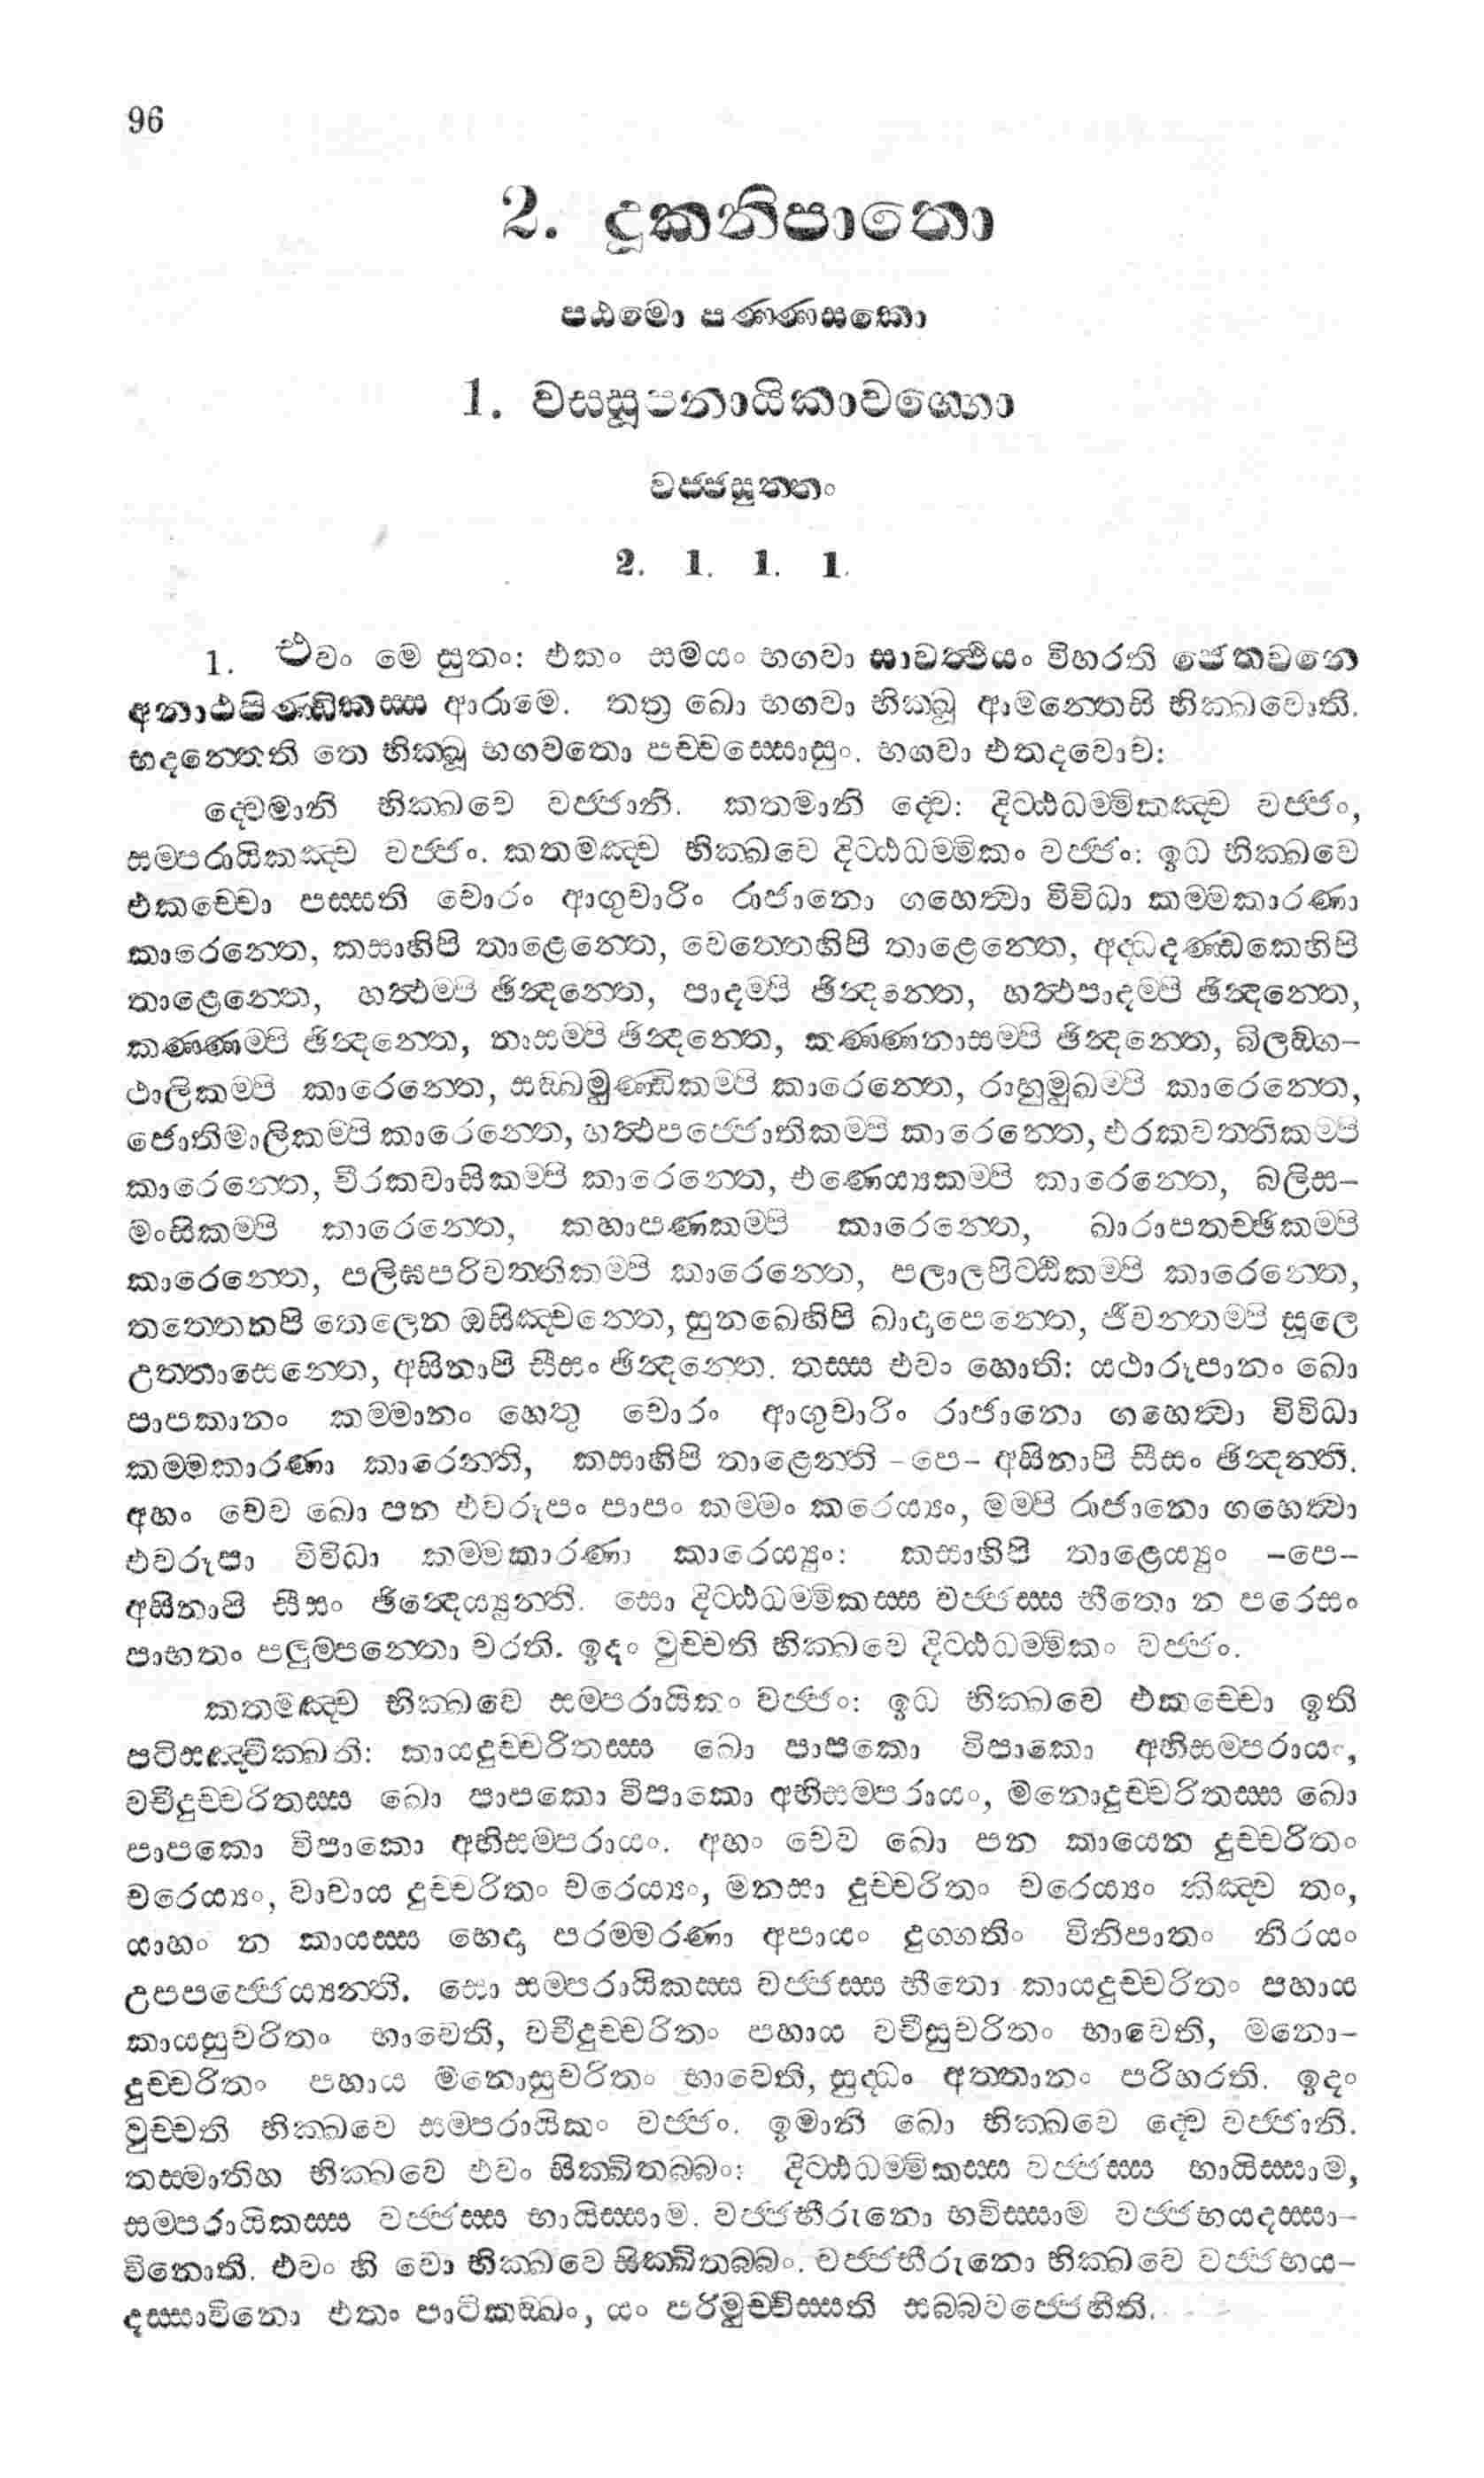 96
2. දුකනිපාතො
පඨමො පණ්ණාසකො
1. වස්සූපනායිකාවග්ගො
වජ්ජසුත්තං
2. 1. 1. 1.
1. එවං මෙ සුතං: එකං සමයං භගවා සාවත්ථියං විහරති ජෙතවනෙ
අනාථපිණ්ඩිකස්ස ආරාමෙ. තත්‍ර ඛො භගවා භික්ඛූ ආමන්තෙසි භික්ඛවොති.
භදන්තෙති තෙ භික්ඛූ භගවතො පච්චස්සොසුං. භගවා එතදවොච:
ද්වෙමානි භික්ඛවෙ වජ්ජානි. කතමානි ද්වෙ: දිට්ඨධම්මිකඤ්ච වජ්ජං,
සම්පරායිකඤ්ච වජ්ජං. කතමඤ්ච භික්ඛවෙ දිට්ඨධම්මිකං වජ්ජං: ඉධ භික්ඛවෙ
එකච්චො පස්සති චොරං ආගුචාරිං රාජානො ගහෙත්වා විවිධා කම්මකාරණා
කාරෙන්තෙ, කසාහිපි තාළෙන්තෙ, වෙත්තෙහිපි තාළෙන්තෙ, අද්ධදණ්ඩකෙහිපි
තාළෙන්තෙ, හත්ථම්පි ඡින්දන්තෙ, පාදම්පි ඡින්දන්තෙ, හත්ථපාදම්පි ඡින්දන්තෙ,
කණ්ණම්පි ඡින්දන්තෙ, නාසම්පි ඡින්දන්තෙ, කණ්ණනාසම්පි ඡින්දන්තෙ, බිලඞ්ග-
ථාලිකම්පි කාරෙන්තෙ, සඞ්ඛමුණ්ඩිකම්පි කාරෙන්තෙ, රාහුමුඛම්පි කාරෙන්තෙ,
ජොතිමාලිකම්පි කාරෙන්තෙ, හත්ථපජ්ජොතිකම්පි කාරෙන්තෙ, එරකවත්තිකම්පි
කාරෙන්තෙ, චීරකවාසිකම්පි කාරෙන්තෙ, එණෙය්‍යකම්පි කාරෙන්තෙ, බලිස-
මංසිකම්පි කාරෙන්තෙ, කහාපණකම්පි කාරෙන්තෙ, ඛාරාපතච්ඡිකම්පි
කාරෙන්තෙ, පලිඝපරිවත්තිකම්පි කාරෙන්තෙ, පලාලපිට්ඨිකම්පි කාරෙන්තෙ,
තත්තෙනපි තෙලෙන ඔසිඤ්චන්තෙ, සුනඛෙහිපි ඛාදාපෙන්තෙ, ජීවන්තම්පි සූලෙ
උත්තාසෙන්තෙ, අසිනාපි සීසං ඡින්දන්තෙ. තස්ස එවං හොති: යථාරූපානං ඛො
පාපකානං කම්මානං හෙතු චොරං ආගුචාරිං රාජානො ගහෙත්වා විවිධා
කම්මකාරණා කාරෙන්ති, කසාහිපි තාළෙන්ති -පෙ- අසිනාපි සීසං ඡින්දන්ති.
අහං චෙව ඛො පන එවරූපං පාපං කම්මං කරෙය්‍යං, මම්පි රාජානො ගහෙත්වා
එවරූපා විවිධා කම්මකාරණා කාරෙය්‍යුං: කසාහිපි තාළෙය්‍යුං -පෙ-
අසිනාපි සීසං ඡින්දෙය්‍යුන්ති. සො දිට්ඨධම්මිකස්ස වජ්ජස්ස භීතො න පරෙසං
පාභතං පලුම්පන්තො චරති. ඉදං වුච්චති භික්ඛවෙ දිට්ඨධම්මිකං වජ්ජං.
කතමඤ්ච භික්ඛවෙ සම්පරායිකං වජ්ජං: ඉධ භික්ඛවෙ එකච්චො ඉති
පටිසඤ්චික්ඛති: කායදුච්චරිතස්ස ඛො පාපකො විපාකො අභිසම්පරායං,
වචීදුච්චරිතස්ස ඛො පාපකො විපාකො අභිසම්පරායං, මනොදුච්චරිතස්ස ඛො
පාපකො විපාකො අභිසම්පරායං. අහං චෙව ඛො පන කායෙන දුච්චරිතං
චරෙය්‍යං, වාචාය දුච්චරිතං චරෙය්‍යං, මනසා දුච්චරිතං චරෙය්‍යං කිඤ්ච තං,
යාහං න කායස්ස භෙදා පරම්මරණා අපායං දුග්ගතිං විනිපාතං නිරයං
උපපජ්ජෙය්‍යන්ති. සො සම්පරායිකස්ස වජ්ජස්ස භීතො කායදුච්චරිතං පහාය
කායසුචරිතං භාවෙති, වචීදුච්චරිතං පහාය වචීසුචරිතං භාවෙති, මනො-
දුච්චරිතං පහාය මනොසුචරිතං භාවෙති, සුද්ධං අත්තානං පරිහරති. ඉදං
වුච්චති භික්ඛවෙ සම්පරායිකං වජ්ජං. ඉමානි ඛො භික්ඛවෙ ද්වෙ වජ්ජානි.
තස්මාතිහ භික්ඛවෙ එවං සික්ඛිතබ්බං: දිට්ඨධම්මිකස්ස වජ්ජස්ස භායිස්සාම,
සම්පරායිකස්ස වජ්ජස්ස භායිස්සාම. වජ්ජභීරුනො භවිස්සාම වජ්ජභයදස්සා-
විනොති. එවං හි වො භික්ඛවෙ සික්ඛිතබ්බං. වජ්ජභීරුනො භික්ඛවෙ වජ්ජභය-
දස්සාවිනො එතං පාටිකඞ්ඛං, යං පරිමුච්චිස්සති සබ්බවජ්ජෙහීති.